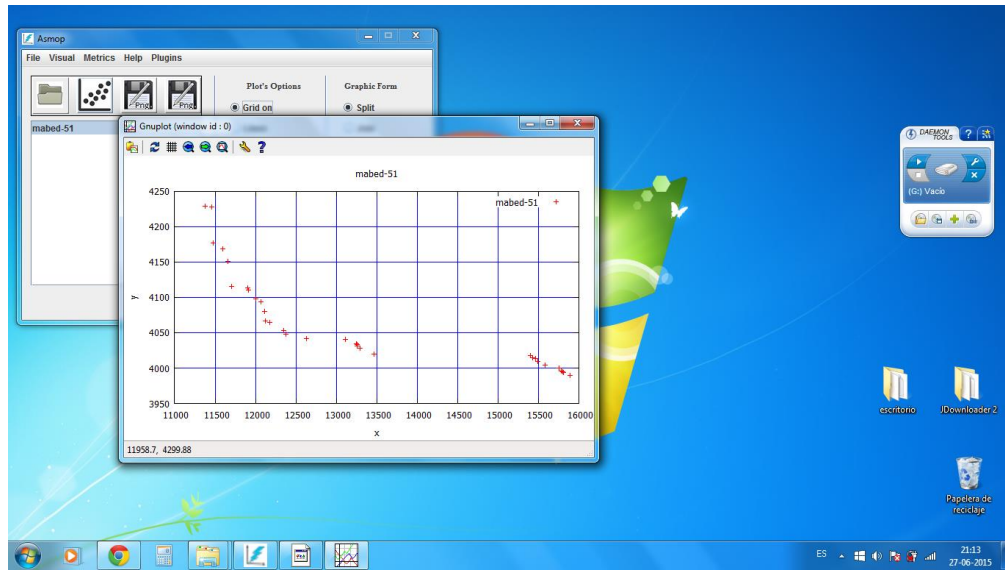 Asmop
File Visual Metrics Help Plugins
Png Png
Plot's Options
Graphic Form
Grid on
Split
mabed-51
Gnuplot (window id : 0)
mabed-51
mabed-51
4250
4200
4150
4100
4050
4000
3950
y
11000 11500 12000 12500 13000 13500 14000 14500 15000 15500 16000
x
11958.7, 4299.88
DAEMON TOOLS
(G:) Vacío
escritorio
JDownloader 2
Papelera de
reciclaje
ES
21:13
27-06-2015